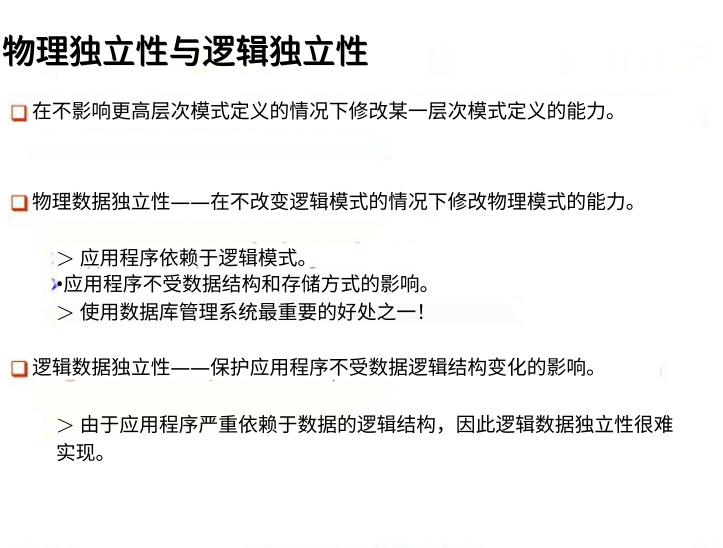 物理独立性与逻辑独立性
在不影响更高层次模式定义的情况下修改某一层次模式定义的能力。
物理数据独立性——在不改变逻辑模式的情况下修改物理模式的能力。
＞ 应用程序依赖于逻辑模式。
•应用程序不受数据结构和存储方式的影响。
＞ 使用数据库管理系统最重要的好处之一！
逻辑数据独立性——保护应用程序不受数据逻辑结构变化的影响。
＞ 由于应用程序严重依赖于数据的逻辑结构，因此逻辑数据独立性很难
实现。